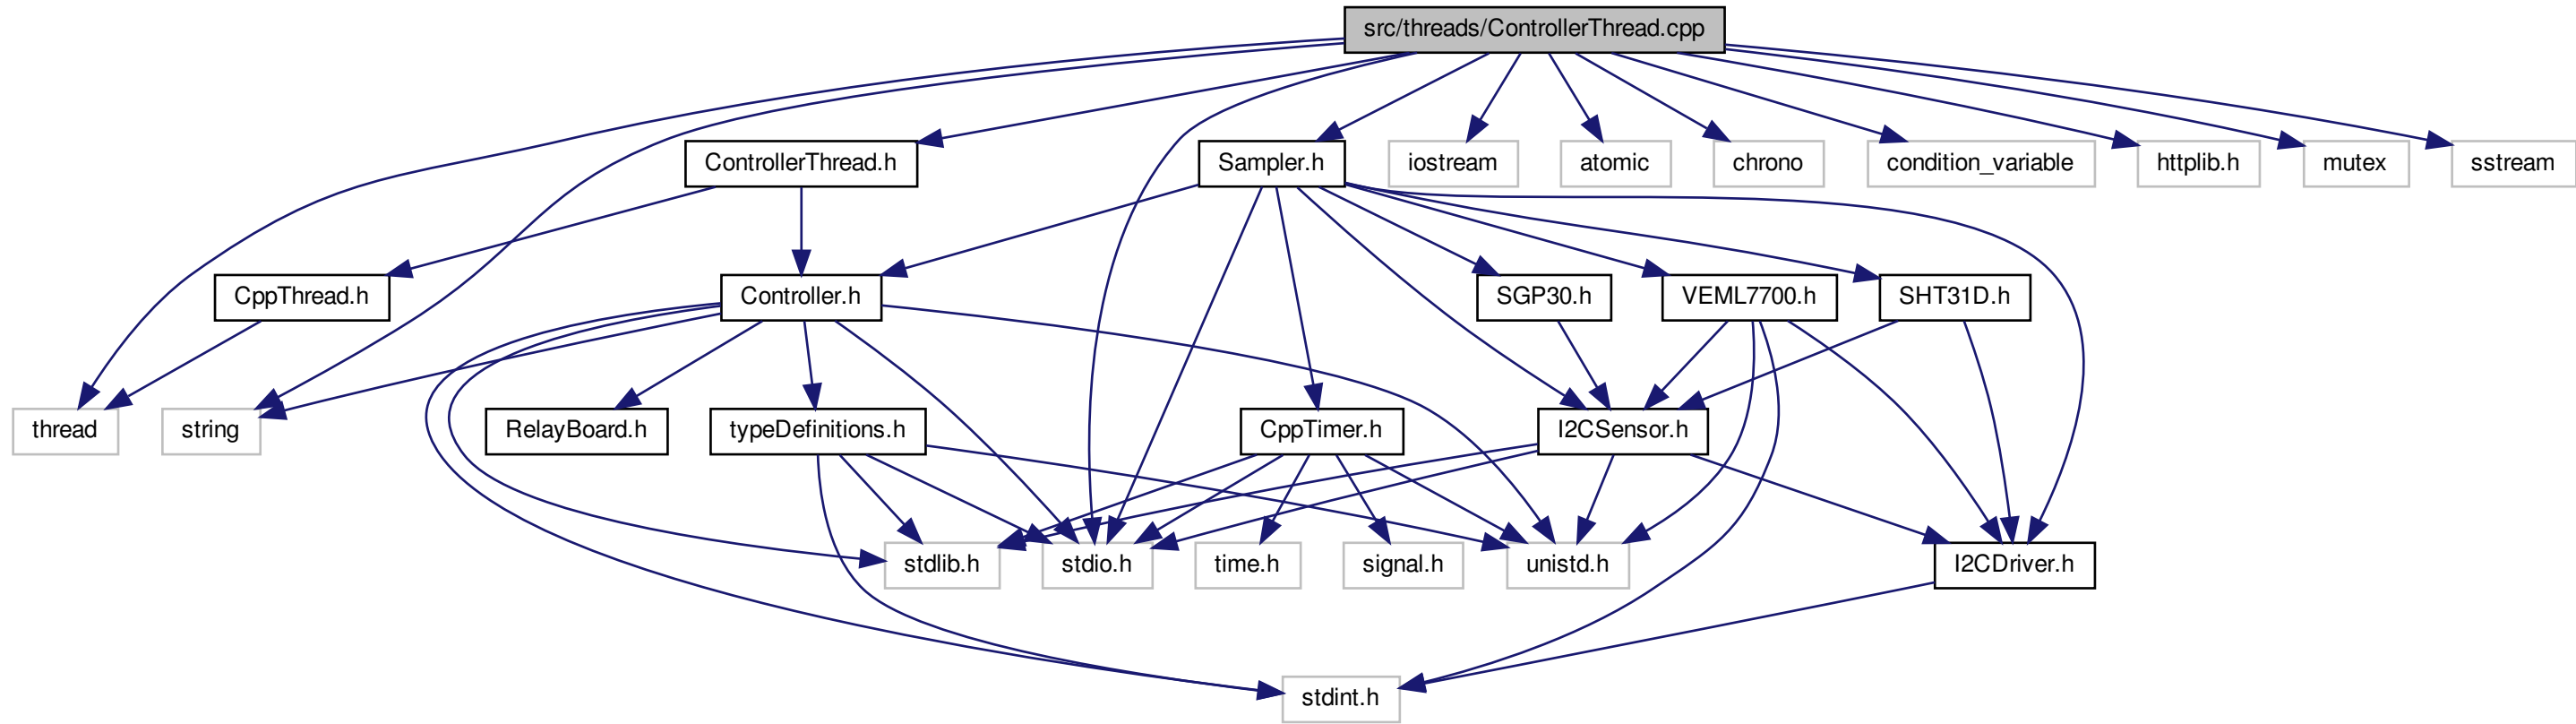 src/threads/ControllerThread.cpp
ControllerThread.h
Sampler.h
iostream
atomic
chrono
condition_variable
httplib.h
mutex
sstream
CppThread.h
Controller.h
SGP30.h
VEML7700.h
SHT31D.h
thread
string
RelayBoard.h
typeDefinitions.h
CppTimer.h
I2CSensor.h
stdlib.h
stdio.h
time.h
signal.h
unistd.h
I2CDriver.h
stdint.h